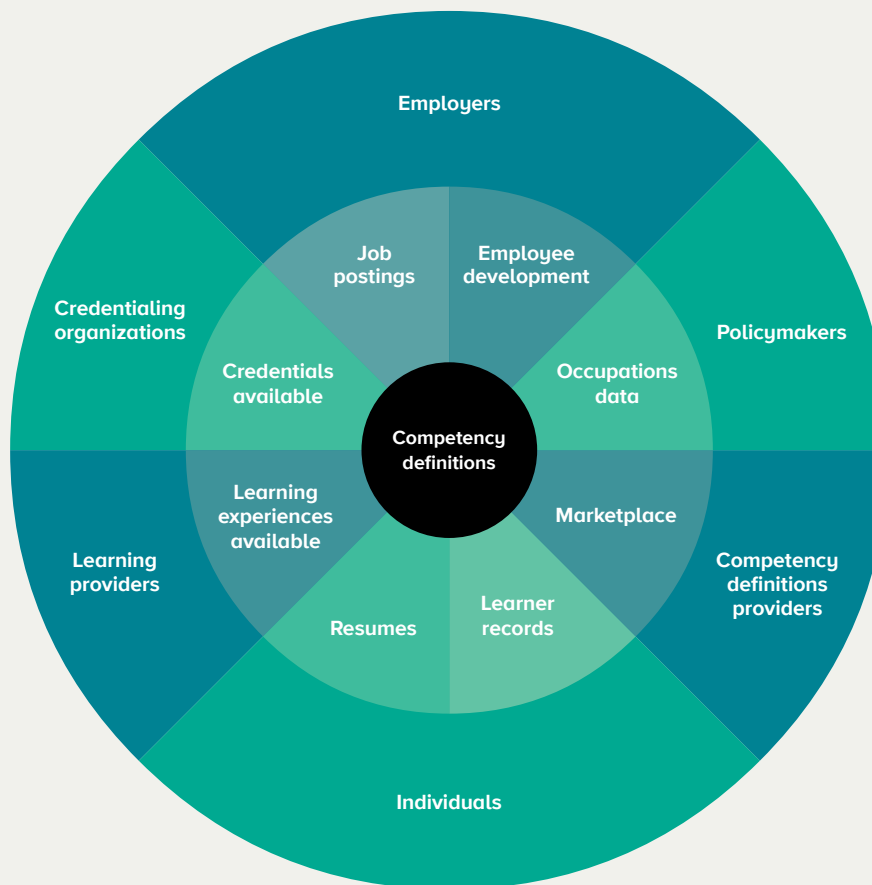 Employers
Job
postings
Employee
development
Credentialing
organizations
Policymakers
Credentials
available
Occupations
data
Competency
definitions
Learning
experiences
available
Marketplace
Learning
providers
Competency
definitions
providers
Resumes
Learner
records
Individuals